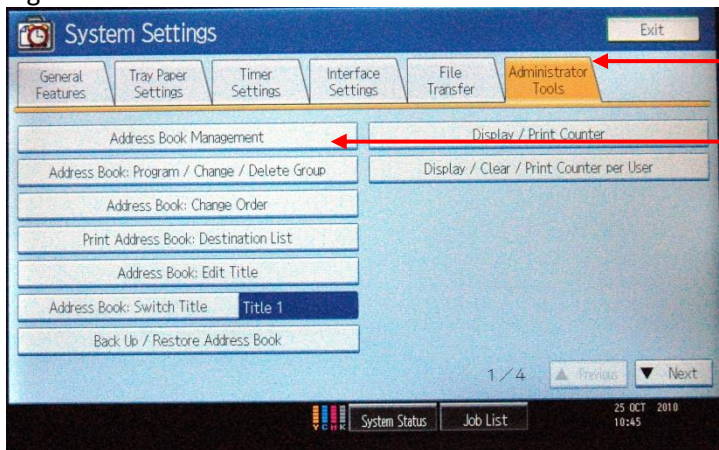 System Settings
Exit
General Features
Tray Paper Settings
Timer Settings
Interface Settings
File Transfer
Administrator Tools
Address Book Management
Display / Print Counter
Address Book: Program / Change / Delete Group
Display / Clear / Print Counter per User
Address Book: Change Order
Print Address Book: Destination List
Address Book: Edit Title
Address Book: Switch Title
Title 1
Back Up / Restore Address Book
1/4
▲ Previous
▼ Next
Y C M K
System Status
Job List
25 OCT 2010
10:45